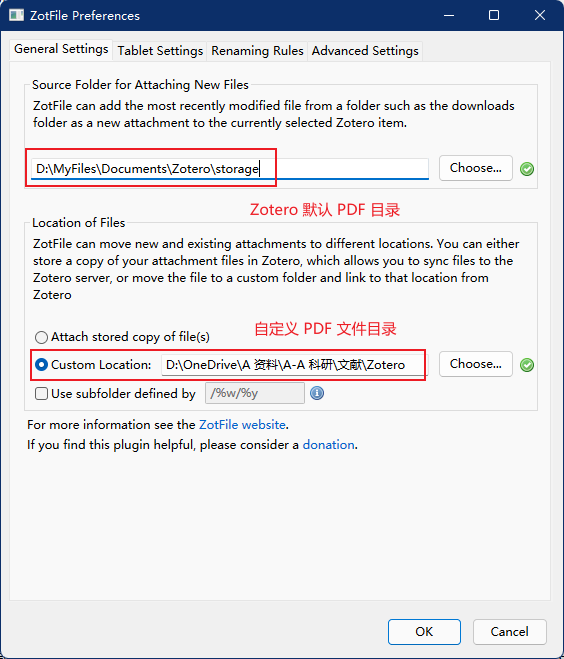 ZotFile Preferences
General Settings Tablet Settings Renaming Rules Advanced Settings
Source Folder for Attaching New Files
ZotFile can add the most recently modified file from a folder such as the downloads
folder as a new attachment to the currently selected Zotero item.
D:\MyFiles\Documents\Zotero\storage Choose...
Zotero 默认 PDF 目录
Location of Files
ZotFile can move new and existing attachments to different locations. You can either
store a copy of your attachment files in Zotero, which allows you to sync files to the
Zotero server, or move the file to a custom folder and link to that location from
Zotero
Attach stored copy of file(s)
自定义 PDF 文件目录
Custom Location: D:\OneDrive\A 资料\A-A 科研\文献\Zotero Choose...
Use subfolder defined by /%w/%y
For more information see the ZotFile website.
If you find this plugin helpful, please consider a donation.
OK Cancel